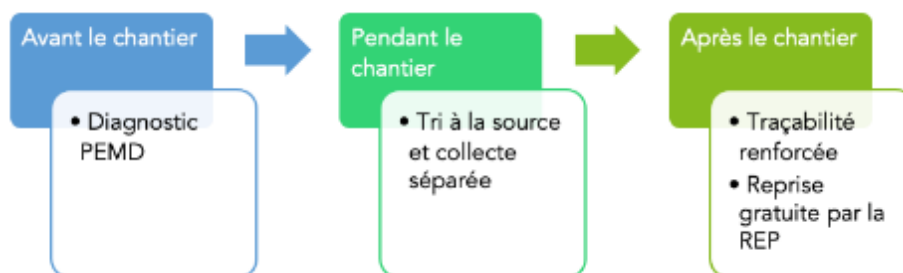 Avant le chantier
• Diagnostic
PEMD
Pendant le
chantier
• Tri à la source
et collecte
séparée
Après le chantier
• Traçabilité
renforcée
• Reprise
gratuite par la
REP